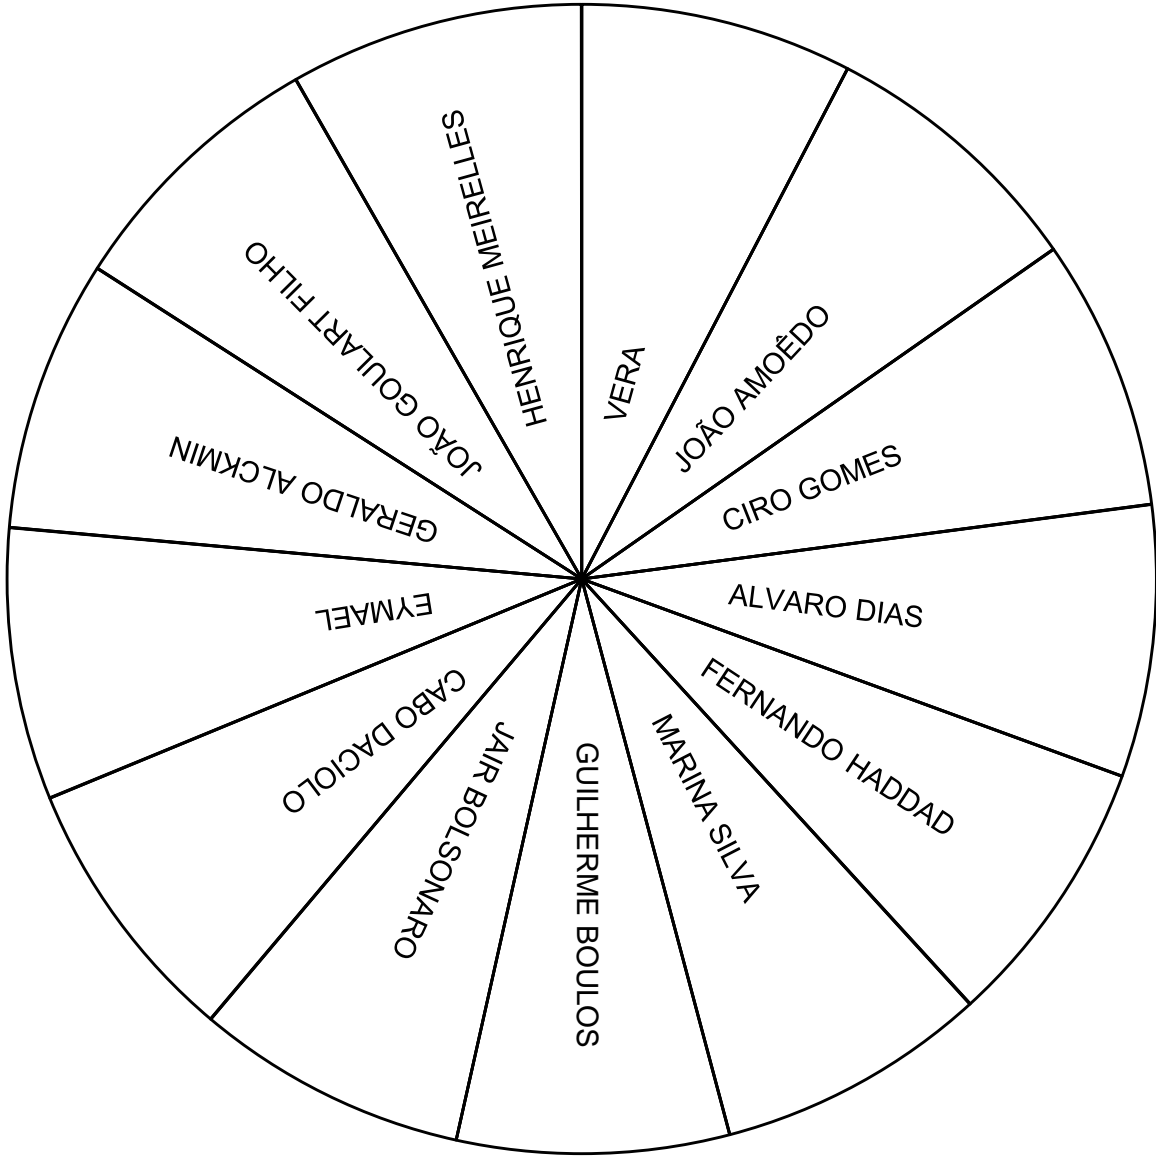 VERA
JOÃO AMOÊDO
CIRO GOMES
ALVARO DIAS
FERNANDO HADDAD
MARINA SILVA
GUILHERME BOULOS
JAIR BOLSONARO
CABO DACIOLO
EYMAEL
GERALDO ALCKMIN
JOÃO GOULART FILHO
HENRIQUE MEIRELLES